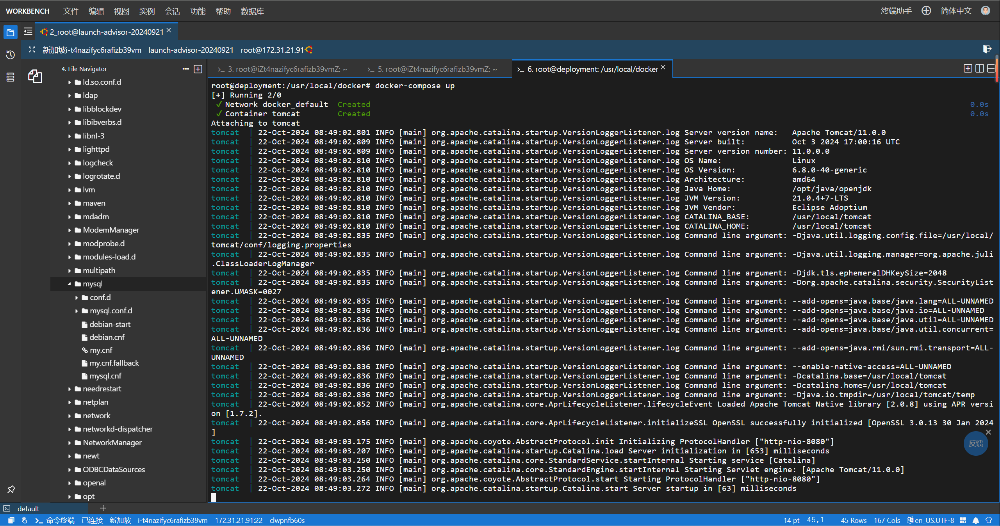 WORKBENCH 文件 编辑 视图 实例 会话 功能 帮助 数据库 终端助手 简体中文
2_root@launch-advisor-20240921
新加坡i-t4nazifyc6rafizb39vm launch-advisor-20240921 root@172.31.21.91
4. File Navigator
ld.so.conf.d
ldap
libblockdev
libibverbs.d
libnl-3
lighttpd
logcheck
logrotate.d
lvm
maven
mdadm
ModemManager
modprobe.d
modules-load.d
multipath
mysql
conf.d
mysql.conf.d
debian-start
debian.cnf
my.cnf
my.cnf.fallback
mysql.cnf
needrestart
netplan
network
networkd-dispatcher
NetworkManager
newt
ODBCDataSources
openal
opt
3. root@iZt4nazifyc6rafizb39vmZ: ~ 5. root@iZt4nazifyc6rafizb39vmZ: ~ 6. root@deployment: /usr/local/docker
root@deployment:/usr/local/docker# docker-compose up
[+] Running 2/0
✓ Network docker_default Created 0.0s
✓ Container tomcat Created 0.0s
Attaching to tomcat
tomcat | 22-Oct-2024 08:49:02.801 INFO [main] org.apache.catalina.startup.VersionLoggerListener.log Server version name: Apache Tomcat/11.0.0
tomcat | 22-Oct-2024 08:49:02.809 INFO [main] org.apache.catalina.startup.VersionLoggerListener.log Server built: Oct 3 2024 17:00:16 UTC
tomcat | 22-Oct-2024 08:49:02.809 INFO [main] org.apache.catalina.startup.VersionLoggerListener.log Server version number: 11.0.0.0
tomcat | 22-Oct-2024 08:49:02.810 INFO [main] org.apache.catalina.startup.VersionLoggerListener.log OS Name: Linux
tomcat | 22-Oct-2024 08:49:02.810 INFO [main] org.apache.catalina.startup.VersionLoggerListener.log OS Version: 6.8.0-40-generic
tomcat | 22-Oct-2024 08:49:02.810 INFO [main] org.apache.catalina.startup.VersionLoggerListener.log Architecture: amd64
tomcat | 22-Oct-2024 08:49:02.810 INFO [main] org.apache.catalina.startup.VersionLoggerListener.log Java Home: /opt/java/openjdk
tomcat | 22-Oct-2024 08:49:02.810 INFO [main] org.apache.catalina.startup.VersionLoggerListener.log JVM Version: 21.0.4+7-LTS
tomcat | 22-Oct-2024 08:49:02.810 INFO [main] org.apache.catalina.startup.VersionLoggerListener.log JVM Vendor: Eclipse Adoptium
tomcat | 22-Oct-2024 08:49:02.810 INFO [main] org.apache.catalina.startup.VersionLoggerListener.log CATALINA_BASE: /usr/local/tomcat
tomcat | 22-Oct-2024 08:49:02.810 INFO [main] org.apache.catalina.startup.VersionLoggerListener.log CATALINA_HOME: /usr/local/tomcat
tomcat | 22-Oct-2024 08:49:02.835 INFO [main] org.apache.catalina.startup.VersionLoggerListener.log Command line argument: -Djava.util.logging.config.file=/usr/local/
tomcat/conf/logging.properties
tomcat | 22-Oct-2024 08:49:02.835 INFO [main] org.apache.catalina.startup.VersionLoggerListener.log Command line argument: -Djava.util.logging.manager=org.apache.juli
.ClassLoaderLogManager
tomcat | 22-Oct-2024 08:49:02.835 INFO [main] org.apache.catalina.startup.VersionLoggerListener.log Command line argument: -Djdk.tls.ephemeralDHKeySize=2048
tomcat | 22-Oct-2024 08:49:02.835 INFO [main] org.apache.catalina.startup.VersionLoggerListener.log Command line argument: -Dorg.apache.catalina.security.SecurityList
ener.UMASK=0027
tomcat | 22-Oct-2024 08:49:02.835 INFO [main] org.apache.catalina.startup.VersionLoggerListener.log Command line argument: --add-opens=java.base/java.lang=ALL-UNNAMED
tomcat | 22-Oct-2024 08:49:02.836 INFO [main] org.apache.catalina.startup.VersionLoggerListener.log Command line argument: --add-opens=java.base/java.io=ALL-UNNAMED
tomcat | 22-Oct-2024 08:49:02.836 INFO [main] org.apache.catalina.startup.VersionLoggerListener.log Command line argument: --add-opens=java.base/java.util=ALL-UNNAMED
tomcat | 22-Oct-2024 08:49:02.836 INFO [main] org.apache.catalina.startup.VersionLoggerListener.log Command line argument: --add-opens=java.base/java.util.concurrent=
ALL-UNNAMED
tomcat | 22-Oct-2024 08:49:02.836 INFO [main] org.apache.catalina.startup.VersionLoggerListener.log Command line argument: --add-opens=java.rmi/sun.rmi.transport=ALL-
UNNAMED
tomcat | 22-Oct-2024 08:49:02.836 INFO [main] org.apache.catalina.startup.VersionLoggerListener.log Command line argument: --enable-native-access=ALL-UNNAMED
tomcat | 22-Oct-2024 08:49:02.836 INFO [main] org.apache.catalina.startup.VersionLoggerListener.log Command line argument: -Dcatalina.base=/usr/local/tomcat
tomcat | 22-Oct-2024 08:49:02.836 INFO [main] org.apache.catalina.startup.VersionLoggerListener.log Command line argument: -Dcatalina.home=/usr/local/tomcat
tomcat | 22-Oct-2024 08:49:02.836 INFO [main] org.apache.catalina.startup.VersionLoggerListener.log Command line argument: -Djava.io.tmpdir=/usr/local/tomcat/temp
tomcat | 22-Oct-2024 08:49:02.852 INFO [main] org.apache.catalina.core.AprLifecycleListener.lifecycleEvent Loaded Apache Tomcat Native library [2.0.8] using APR versi
on [1.7.2].
tomcat | 22-Oct-2024 08:49:02.856 INFO [main] org.apache.catalina.core.AprLifecycleListener.initializeSSL OpenSSL successfully initialized [OpenSSL 3.0.13 30 Jan 2024
]
tomcat | 22-Oct-2024 08:49:03.175 INFO [main] org.apache.coyote.AbstractProtocol.init Initializing ProtocolHandler ["http-nio-8080"]
tomcat | 22-Oct-2024 08:49:03.207 INFO [main] org.apache.catalina.startup.Catalina.load Server initialization in [653] milliseconds
tomcat | 22-Oct-2024 08:49:03.250 INFO [main] org.apache.catalina.core.StandardService.startInternal Starting service [Catalina]
tomcat | 22-Oct-2024 08:49:03.250 INFO [main] org.apache.catalina.core.StandardEngine.startInternal Starting Servlet engine: [Apache Tomcat/11.0.0]
tomcat | 22-Oct-2024 08:49:03.264 INFO [main] org.apache.coyote.AbstractProtocol.start Starting ProtocolHandler ["http-nio-8080"]
tomcat | 22-Oct-2024 08:49:03.272 INFO [main] org.apache.catalina.startup.Catalina.start Server startup in [63] milliseconds
反馈
default
命令终端 已连接 新加坡 i-t4nazifyc6rafizb39vm 172.31.21.91:22 clwpnfb60s 14 pt 45,1 45 Rows 167 Cols en_US.UTF-8